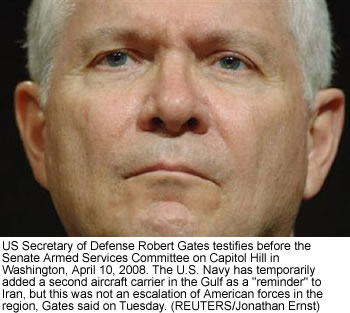 US Secretary of Defense Robert Gates testifies before the
Senate Armed Services Committee on Capitol Hill in
Washington, April 10, 2008. The U.S. Navy has temporarily
added a second aircraft carrier in the Gulf as a "reminder" to
Iran, but this was not an escalation of American forces in the
region, Gates said on Tuesday. (REUTERS/Jonathan Ernst)